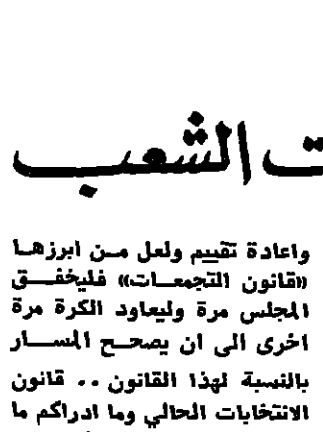 ت الشعب
واعادة تقييم ولعل من ابرزها
«قانون التجمعات» فليخفق
المجلس مرة وليعاود الكرة مرة
اخرى الى ان يصحح المسار
بالنسبة لهذا القانون .. قانون
الانتخابات الحالي وما ادراكم ما